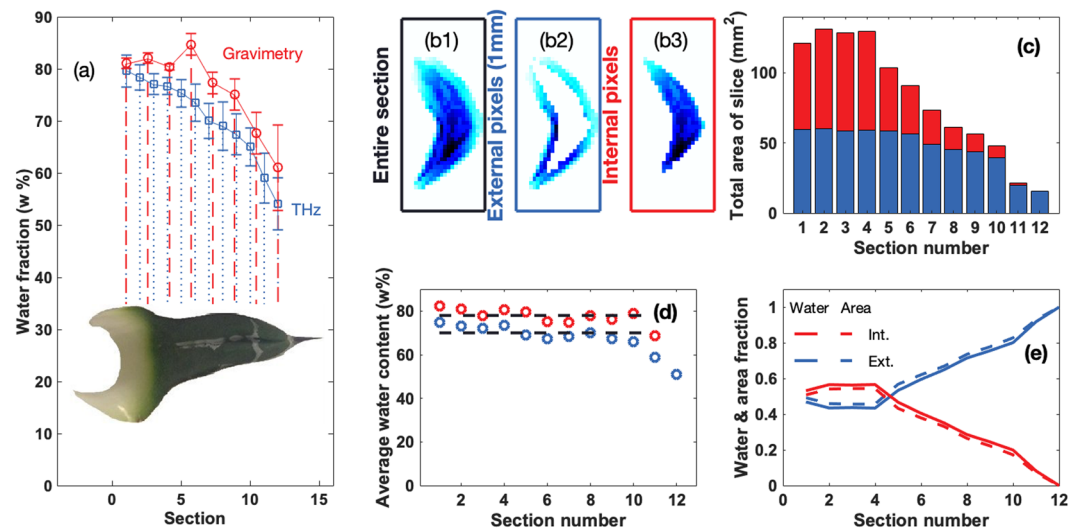 (a)
Gravimetry
THz
Water fraction (w %)
90
80
70
60
50
40
30
20
10
0
0 5 10 15
Section
(b1)
(b2)
(b3)
Entire section
External pixels (1mm)
Internal pixels
(c)
Total area of slice (mm²)
100
50
0
1 2 3 4 5 6 7 8 9 10 11 12
Section number
(d)
Average water content (w%)
100
80
60
40
20
0
2 4 6 8 10 12
Section number
(e)
Water Area
Int.
Ext.
Water & area fraction
1
0.8
0.6
0.4
0.2
0
0 2 4 6 8 10 12
Section number